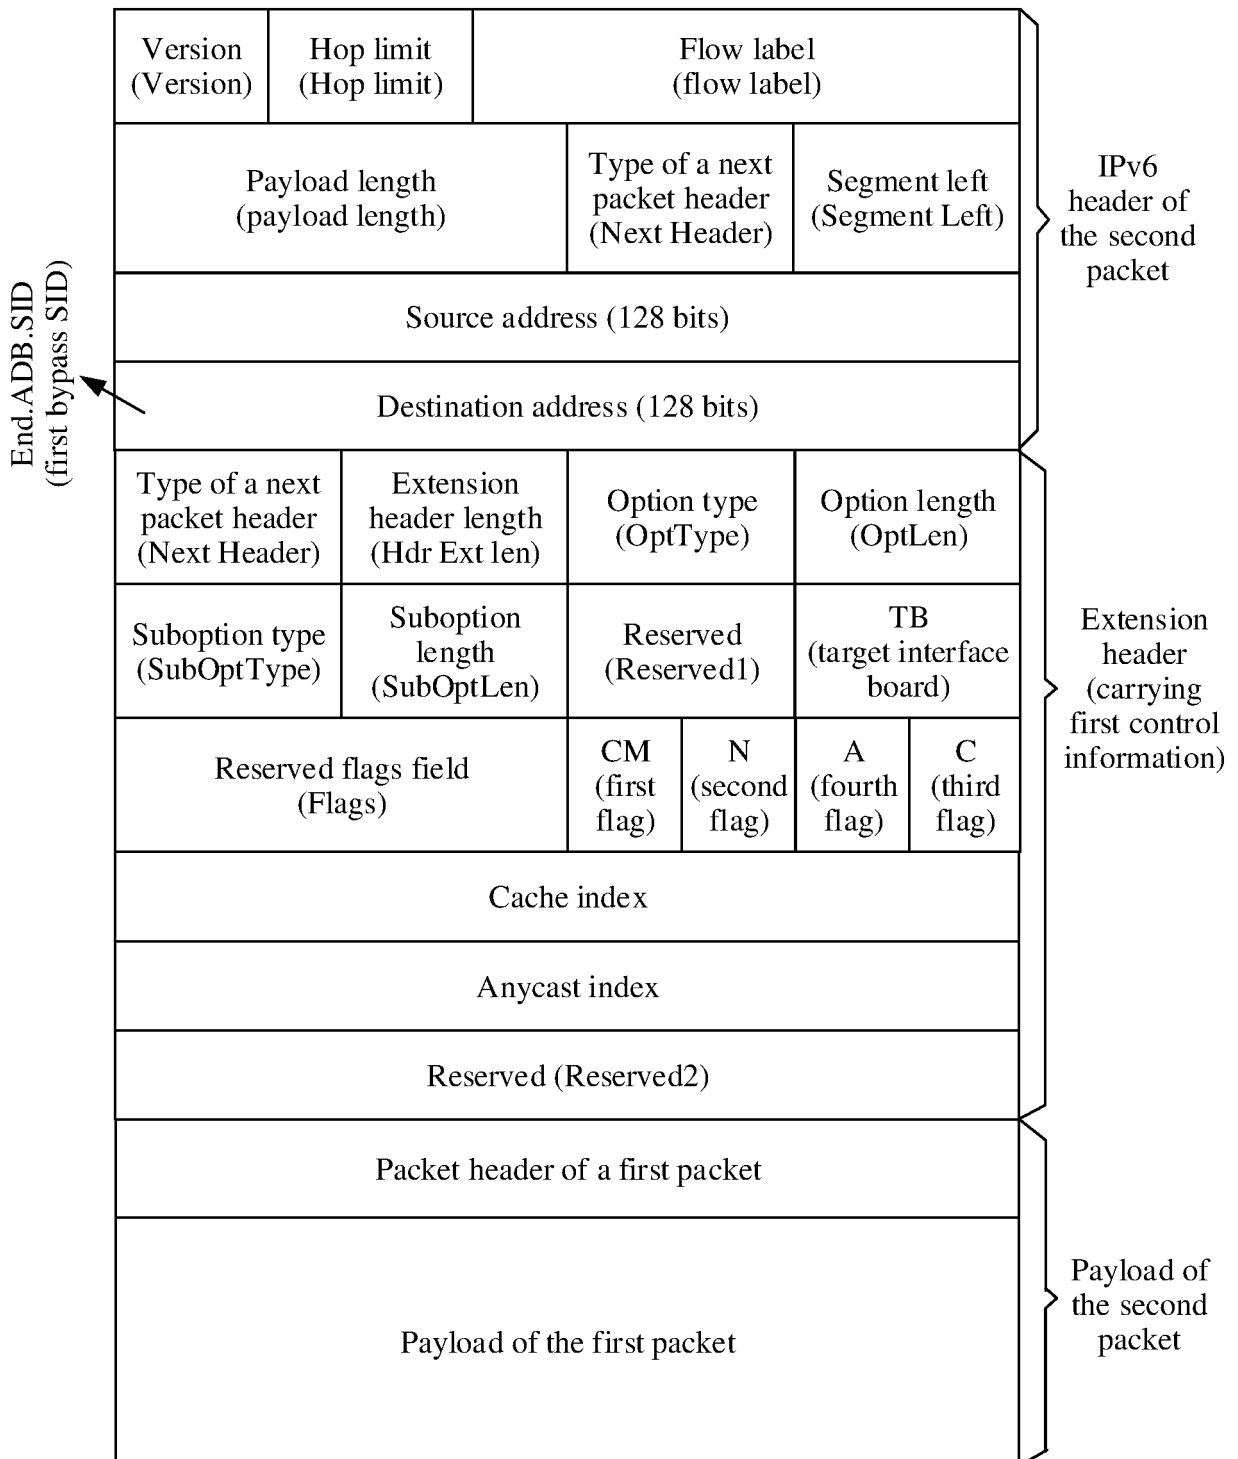 Version
(Version)
Hop limit
(Hop limit)
Flow label
(flow label)
Payload length
(payload length)
Type of a next
packet header
(Next Header)
Segment left
(Segment Left)
IPv6
header of
the second
packet
Source address (128 bits)
End.ADB.SID
(first bypass SID)
Destination address (128 bits)
Type of a next
packet header
(Next Header)
Extension
header length
(Hdr Ext len)
Option type
(OptType)
Option length
(OptLen)
Suboption type
(SubOptType)
Suboption
length
(SubOptLen)
Reserved
(Reserved1)
TB
(target interface
board)
Extension
header
(carrying
first control
information)
Reserved flags field
(Flags)
CM
(first
flag)
N
(second
flag)
A
(fourth
flag)
C
(third
flag)
Cache index
Anycast index
Reserved (Reserved2)
Packet header of a first packet
Payload of the first packet
Payload of
the second
packet